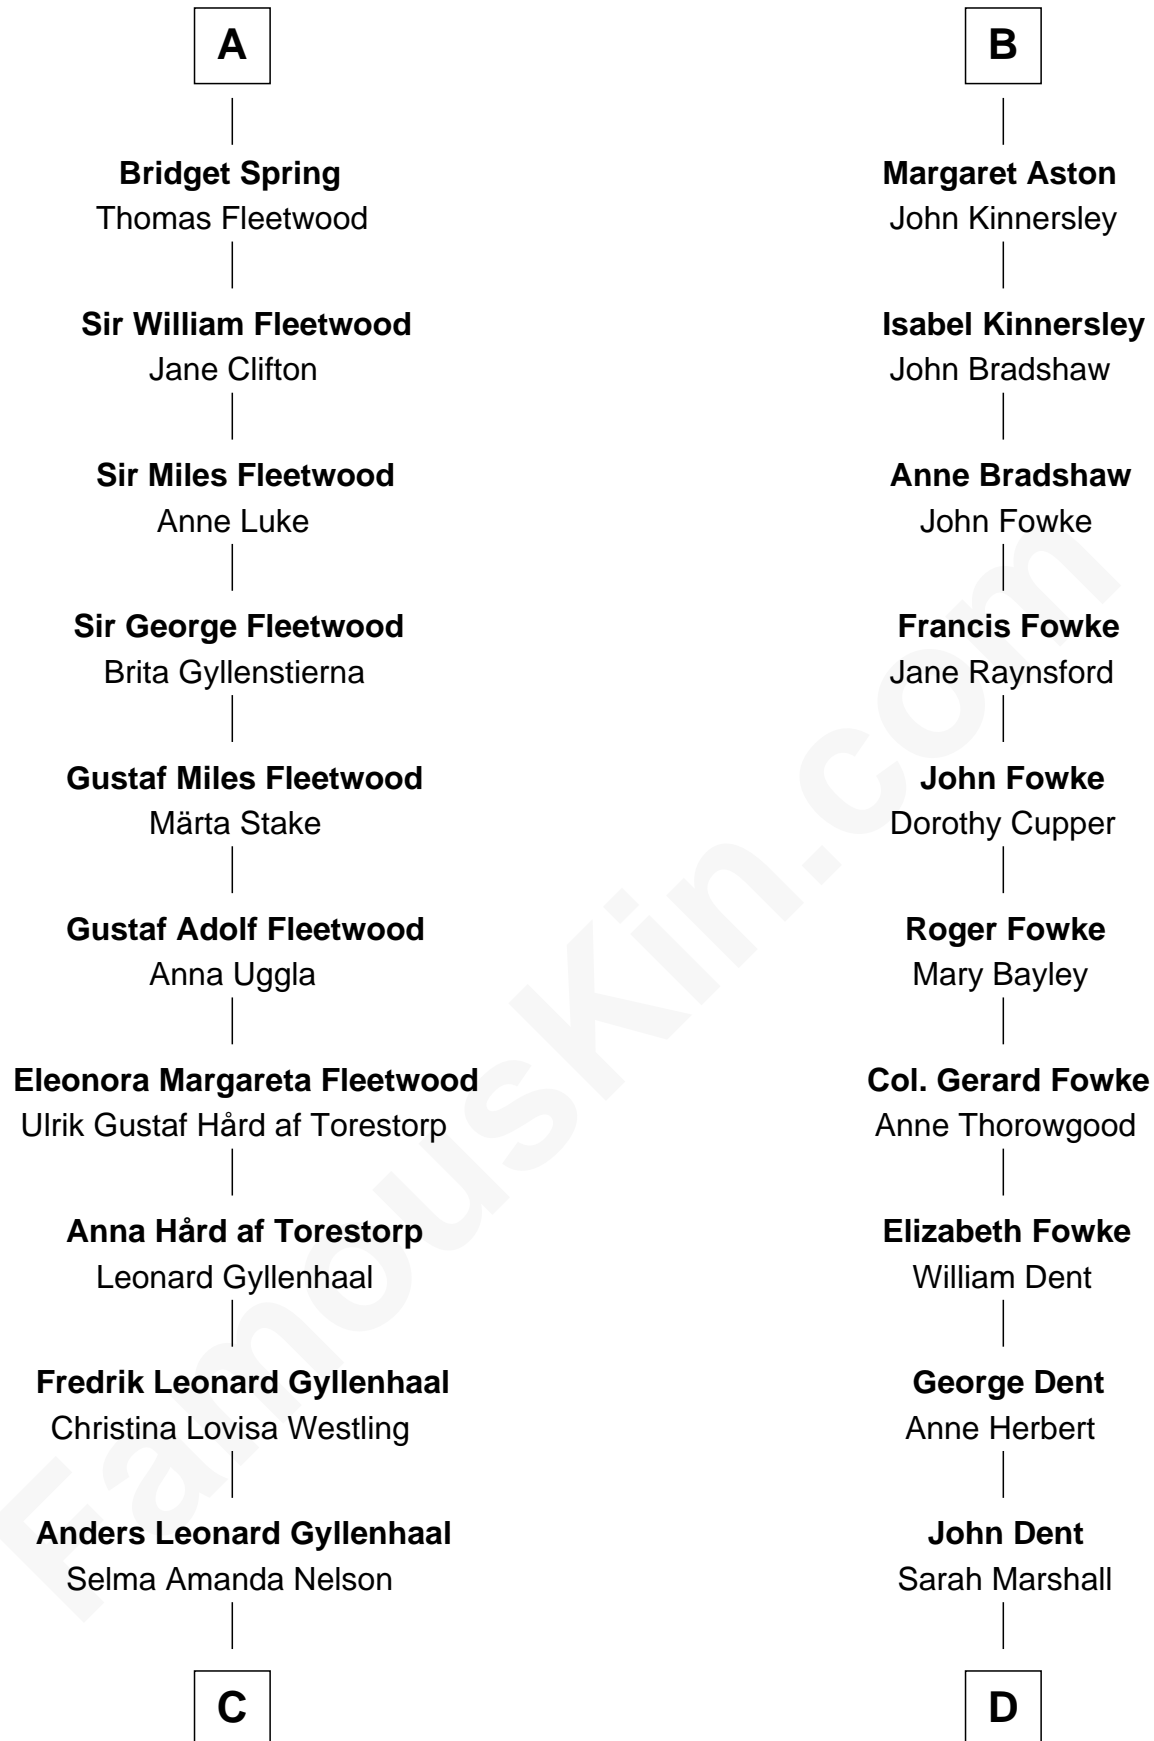 A
Bridget Spring
Thomas Fleetwood
Sir William Fleetwood
Jane Clifton
Sir Miles Fleetwood
Anne Luke
Sir George Fleetwood
Brita Gyllenstierna
Gustaf Miles Fleetwood
Märta Stake
Gustaf Adolf Fleetwood
Anna Uggla
Eleonora Margareta Fleetwood
Ulrik Gustaf Hård af Torestorp
Anna Hård af Torestorp
Leonard Gyllenhaal
Fredrik Leonard Gyllenhaal
Christina Lovisa Westling
Anders Leonard Gyllenhaal
Selma Amanda Nelson
C
B
Margaret Aston
John Kinnersley
Isabel Kinnersley
John Bradshaw
Anne Bradshaw
John Fowke
Francis Fowke
Jane Raynsford
John Fowke
Dorothy Cupper
Roger Fowke
Mary Bayley
Col. Gerard Fowke
Anne Thorowgood
Elizabeth Fowke
William Dent
George Dent
Anne Herbert
John Dent
Sarah Marshall
D
FamousKin.com